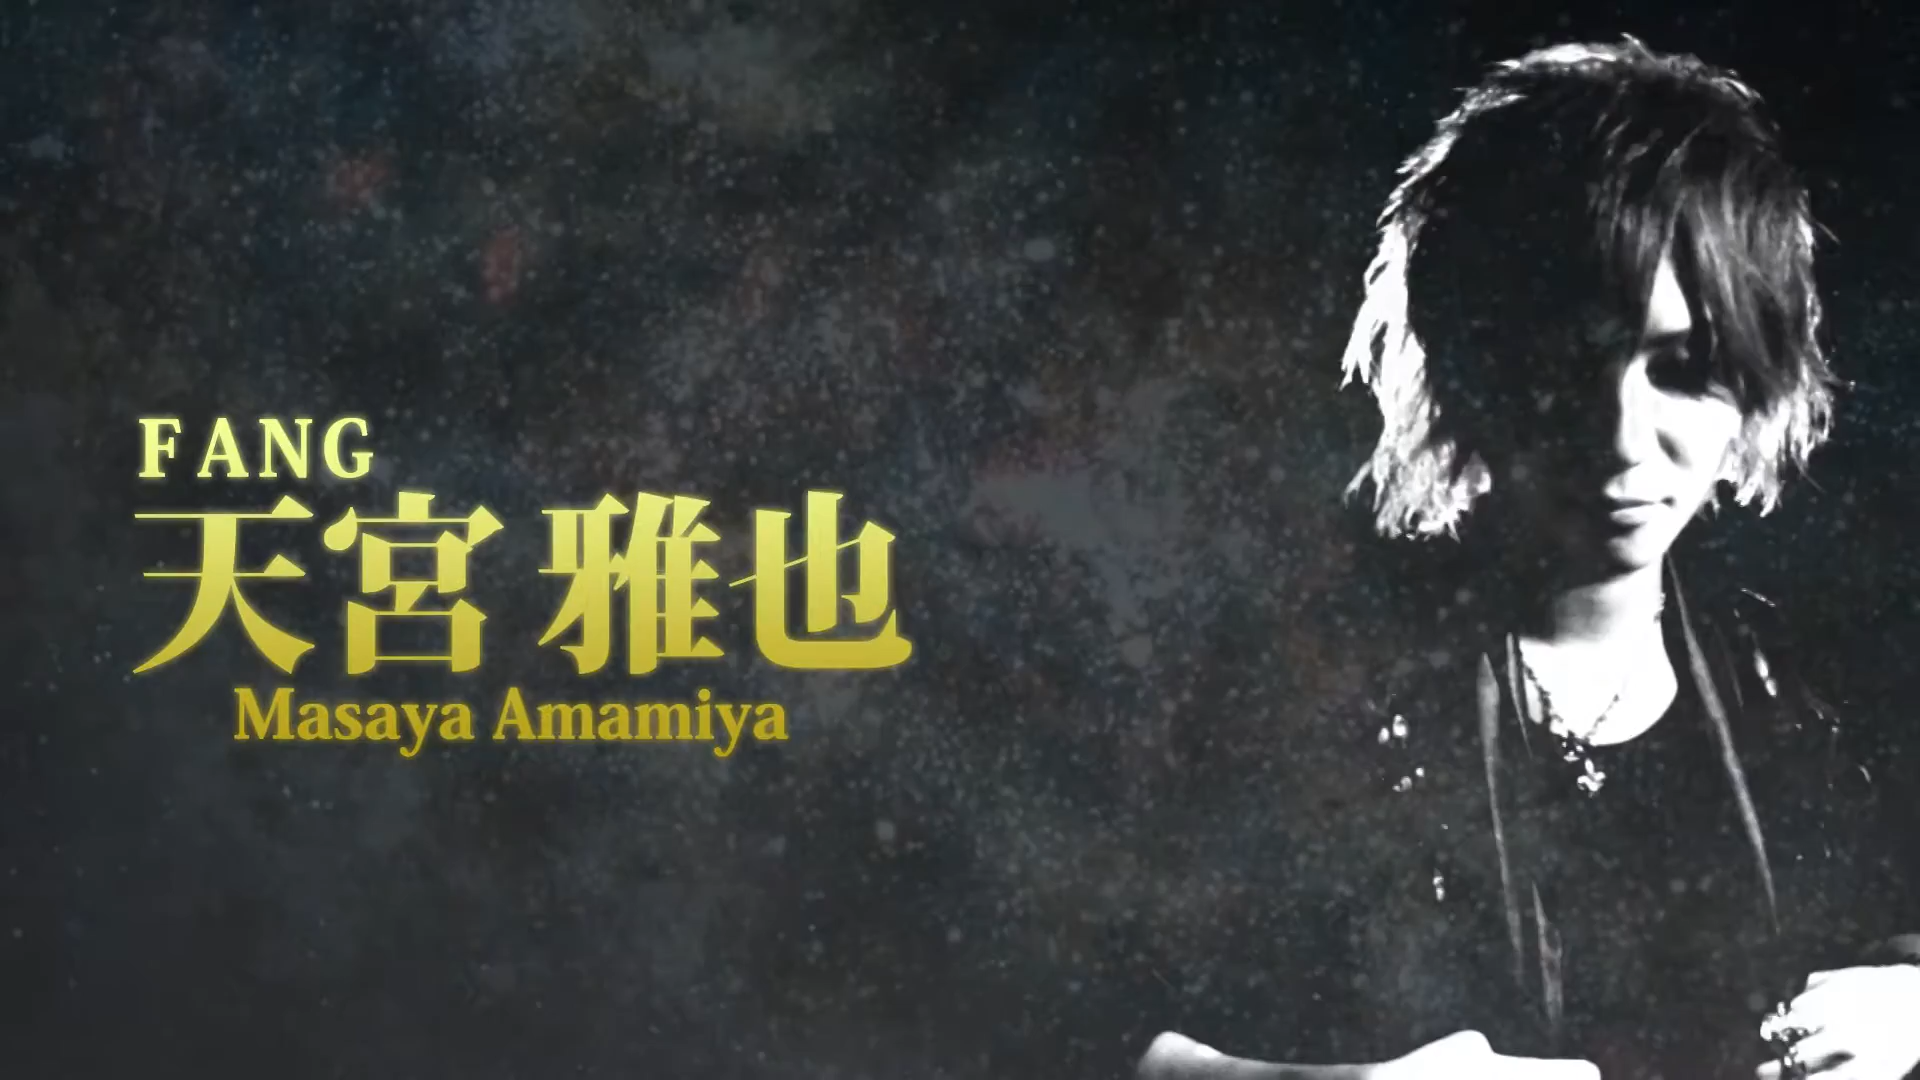 FANG
天宮 雅也
Masaya Amamiya